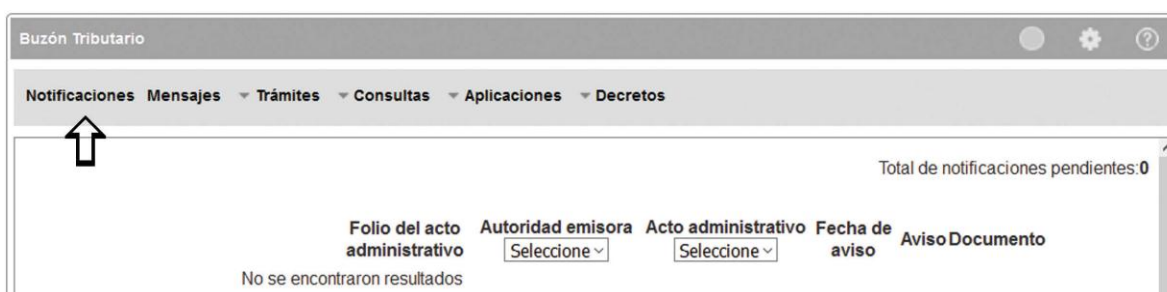 Buzón Tributario
Notificaciones Mensajes Trámites Consultas Aplicaciones Decretos
Total de notificaciones pendientes:0
Folio del acto administrativo Autoridad emisora Seleccione Acto administrativo Seleccione Fecha de aviso Aviso Documento
No se encontraron resultados